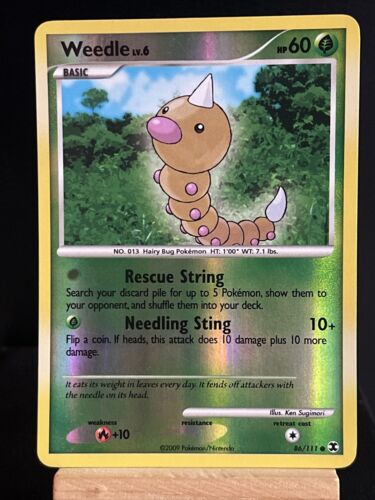 Weedle LV.6 HP 60
BASIC
NO. 013 Hairy Bug Pokémon HT: 1'00" WT: 7.1 lbs.
Rescue String
Search your discard pile for up to 5 Pokémon, show them to
your opponent, and shuffle them into your deck.
Needling Sting 10+
Flip a coin. If heads, this attack does 10 damage plus 10 more
damage.
It eats its weight in leaves every day. It fends off attackers with
the needle on its head.
Illus. Ken Sugimori
weakness resistance retreat cost
+10
©2009 Pokémon/Nintendo 86/111